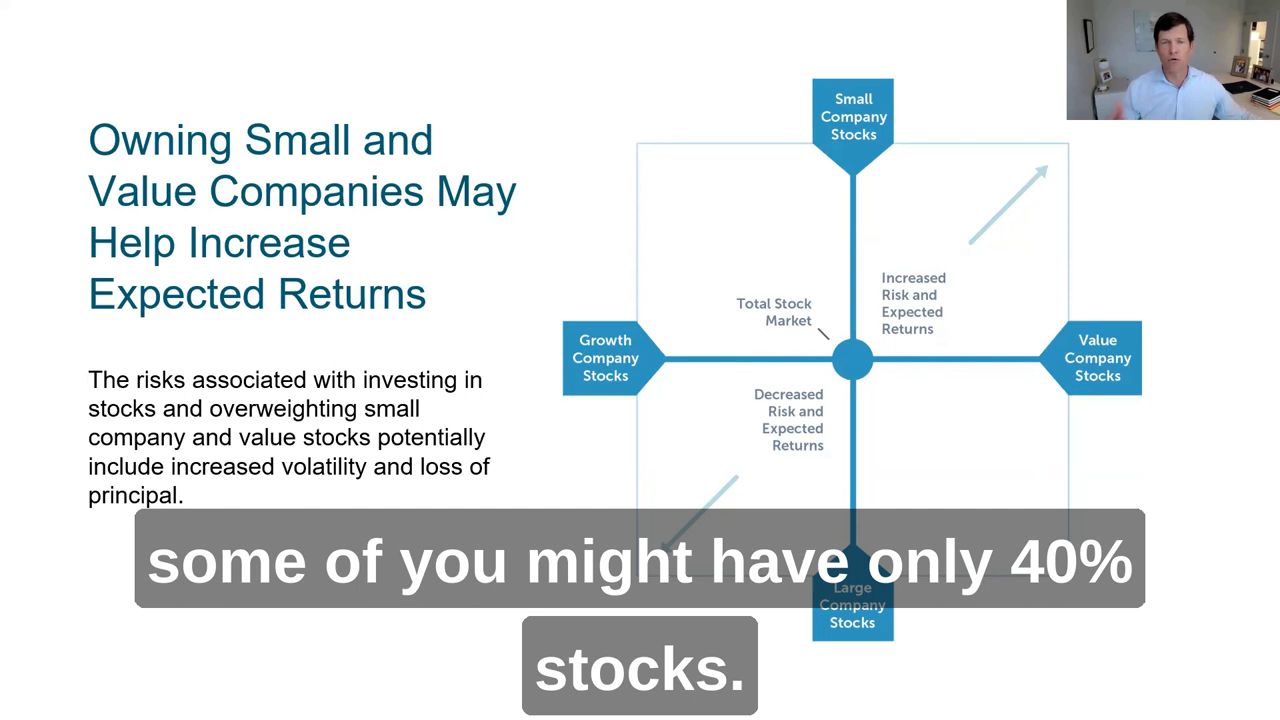 Owning Small and
Value Companies May
Help Increase
Expected Returns
The risks associated with investing in
stocks and overweighting small
company and value stocks potentially
include increased volatility and loss of
principal.
Small
Company
Stocks
Increased
Risk and
Expected
Returns
Total Stock
Market
Growth
Company
Stocks
Value
Company
Stocks
Decreased
Risk and
Expected
Returns
Large
Company
Stocks
some of you might have only 40%
stocks.